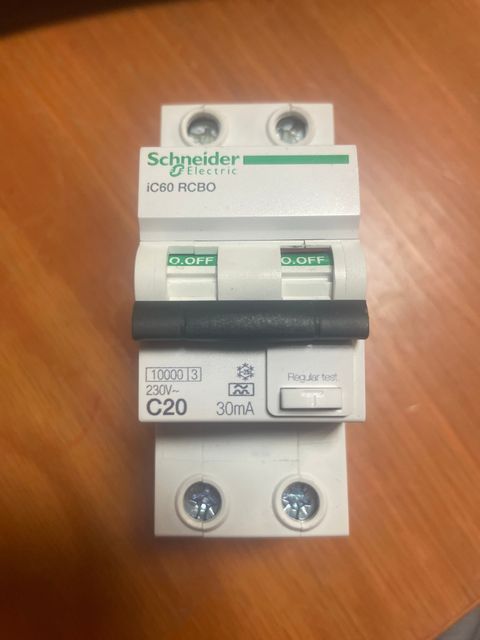 Schneider
Electric
iC60 RCBO
O.OFF O.OFF
10000 3
230V~
C20
30mA
Regular test